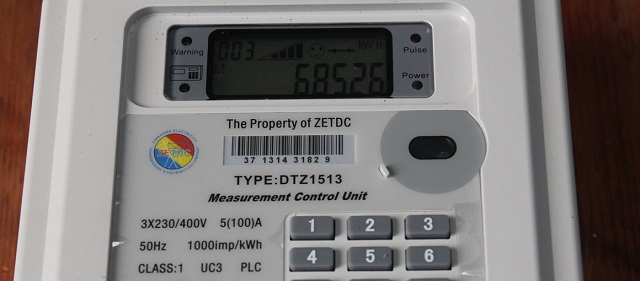 Warning
003
kW h
68526
Pulse
Power
The Property of ZETDC
37 1314 3182 9
TYPE:DTZ1513
Measurement Control Unit
3X230/400V 5(100)A
50Hz 1000imp/kWh
CLASS:1 UC3 PLC
1 2 3
4 5 6